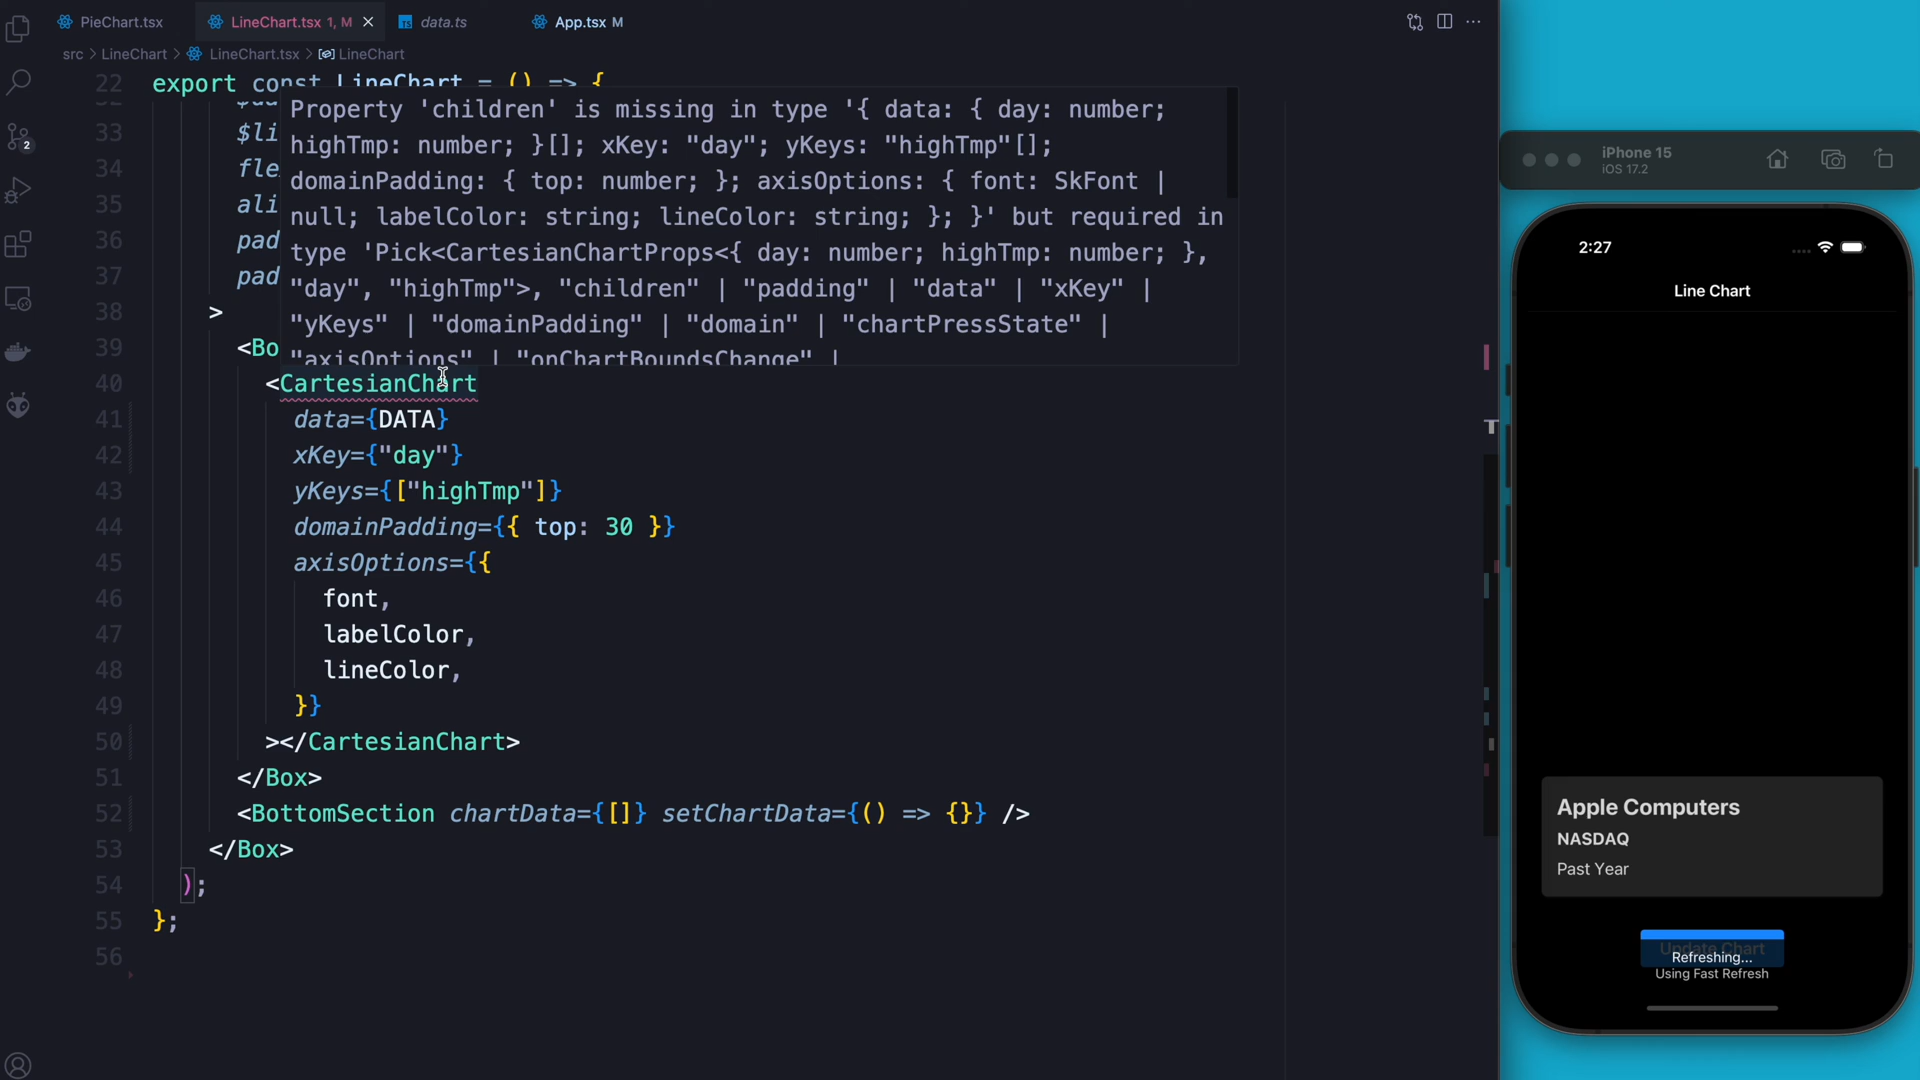 PieChart.tsx
LineChart.tsx 1, M
data.ts
App.tsx M
src > LineChart > LineChart.tsx > LineChart
22 export const LineChart = () => {
Property 'children' is missing in type '{ data: { day: number;
highTmp: number; }[]; xKey: "day"; yKeys: "highTmp"[];
domainPadding: { top: number; }; axisOptions: { font: SkFont |
null; labelColor: string; lineColor: string; }; }' but required in
type 'Pick<CartesianChartProps<{ day: number; highTmp: number; },
"day", "highTmp">, "children" | "padding" | "data" | "xKey" |
"yKeys" | "domainPadding" | "domain" | "chartPressState" |
"axisOptions" | "onChartBoundsChange" |
33 $li
34 fle
35 ali
36 pad
37 pad
38 >
39 <Bo
40 <CartesianChart
41 data={DATA}
42 xKey={"day"}
43 yKeys={["highTmp"]}
44 domainPadding={{ top: 30 }}
45 axisOptions={{
46 font,
47 labelColor,
48 lineColor,
49 }}
50 ></CartesianChart>
51 </Box>
52 <BottomSection chartData={[]} setChartData={() => {}} />
53 </Box>
54 );
55 };
56
2
T
iPhone 15
iOS 17.2
2:27
Line Chart
Apple Computers
NASDAQ
Past Year
Update Chart
Refreshing...
Using Fast Refresh